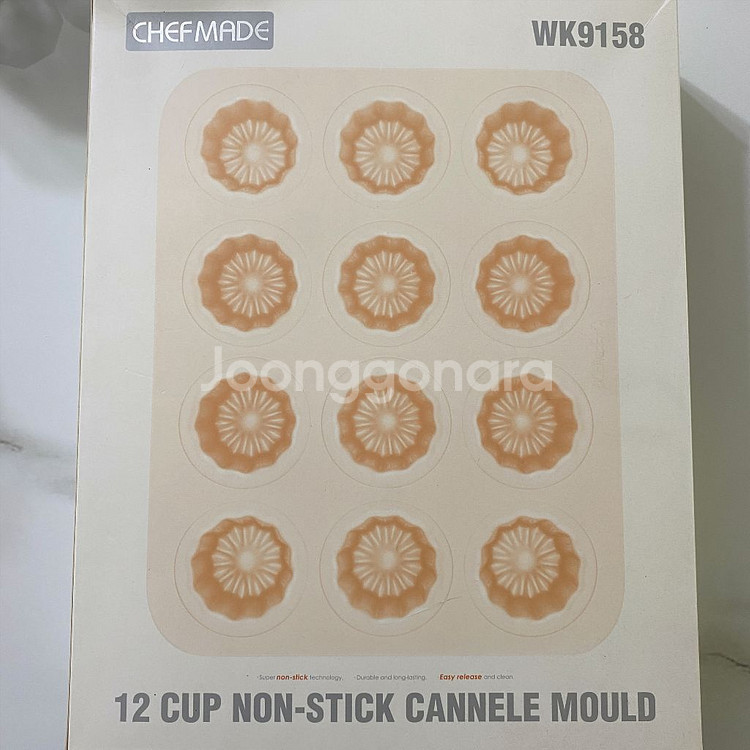 CHEFMADE
WK9158
Joonggonara
·Super non-stick technology. ·Durable and long-lasting. Easy release and clean.
12 CUP NON-STICK CANNELE MOULD